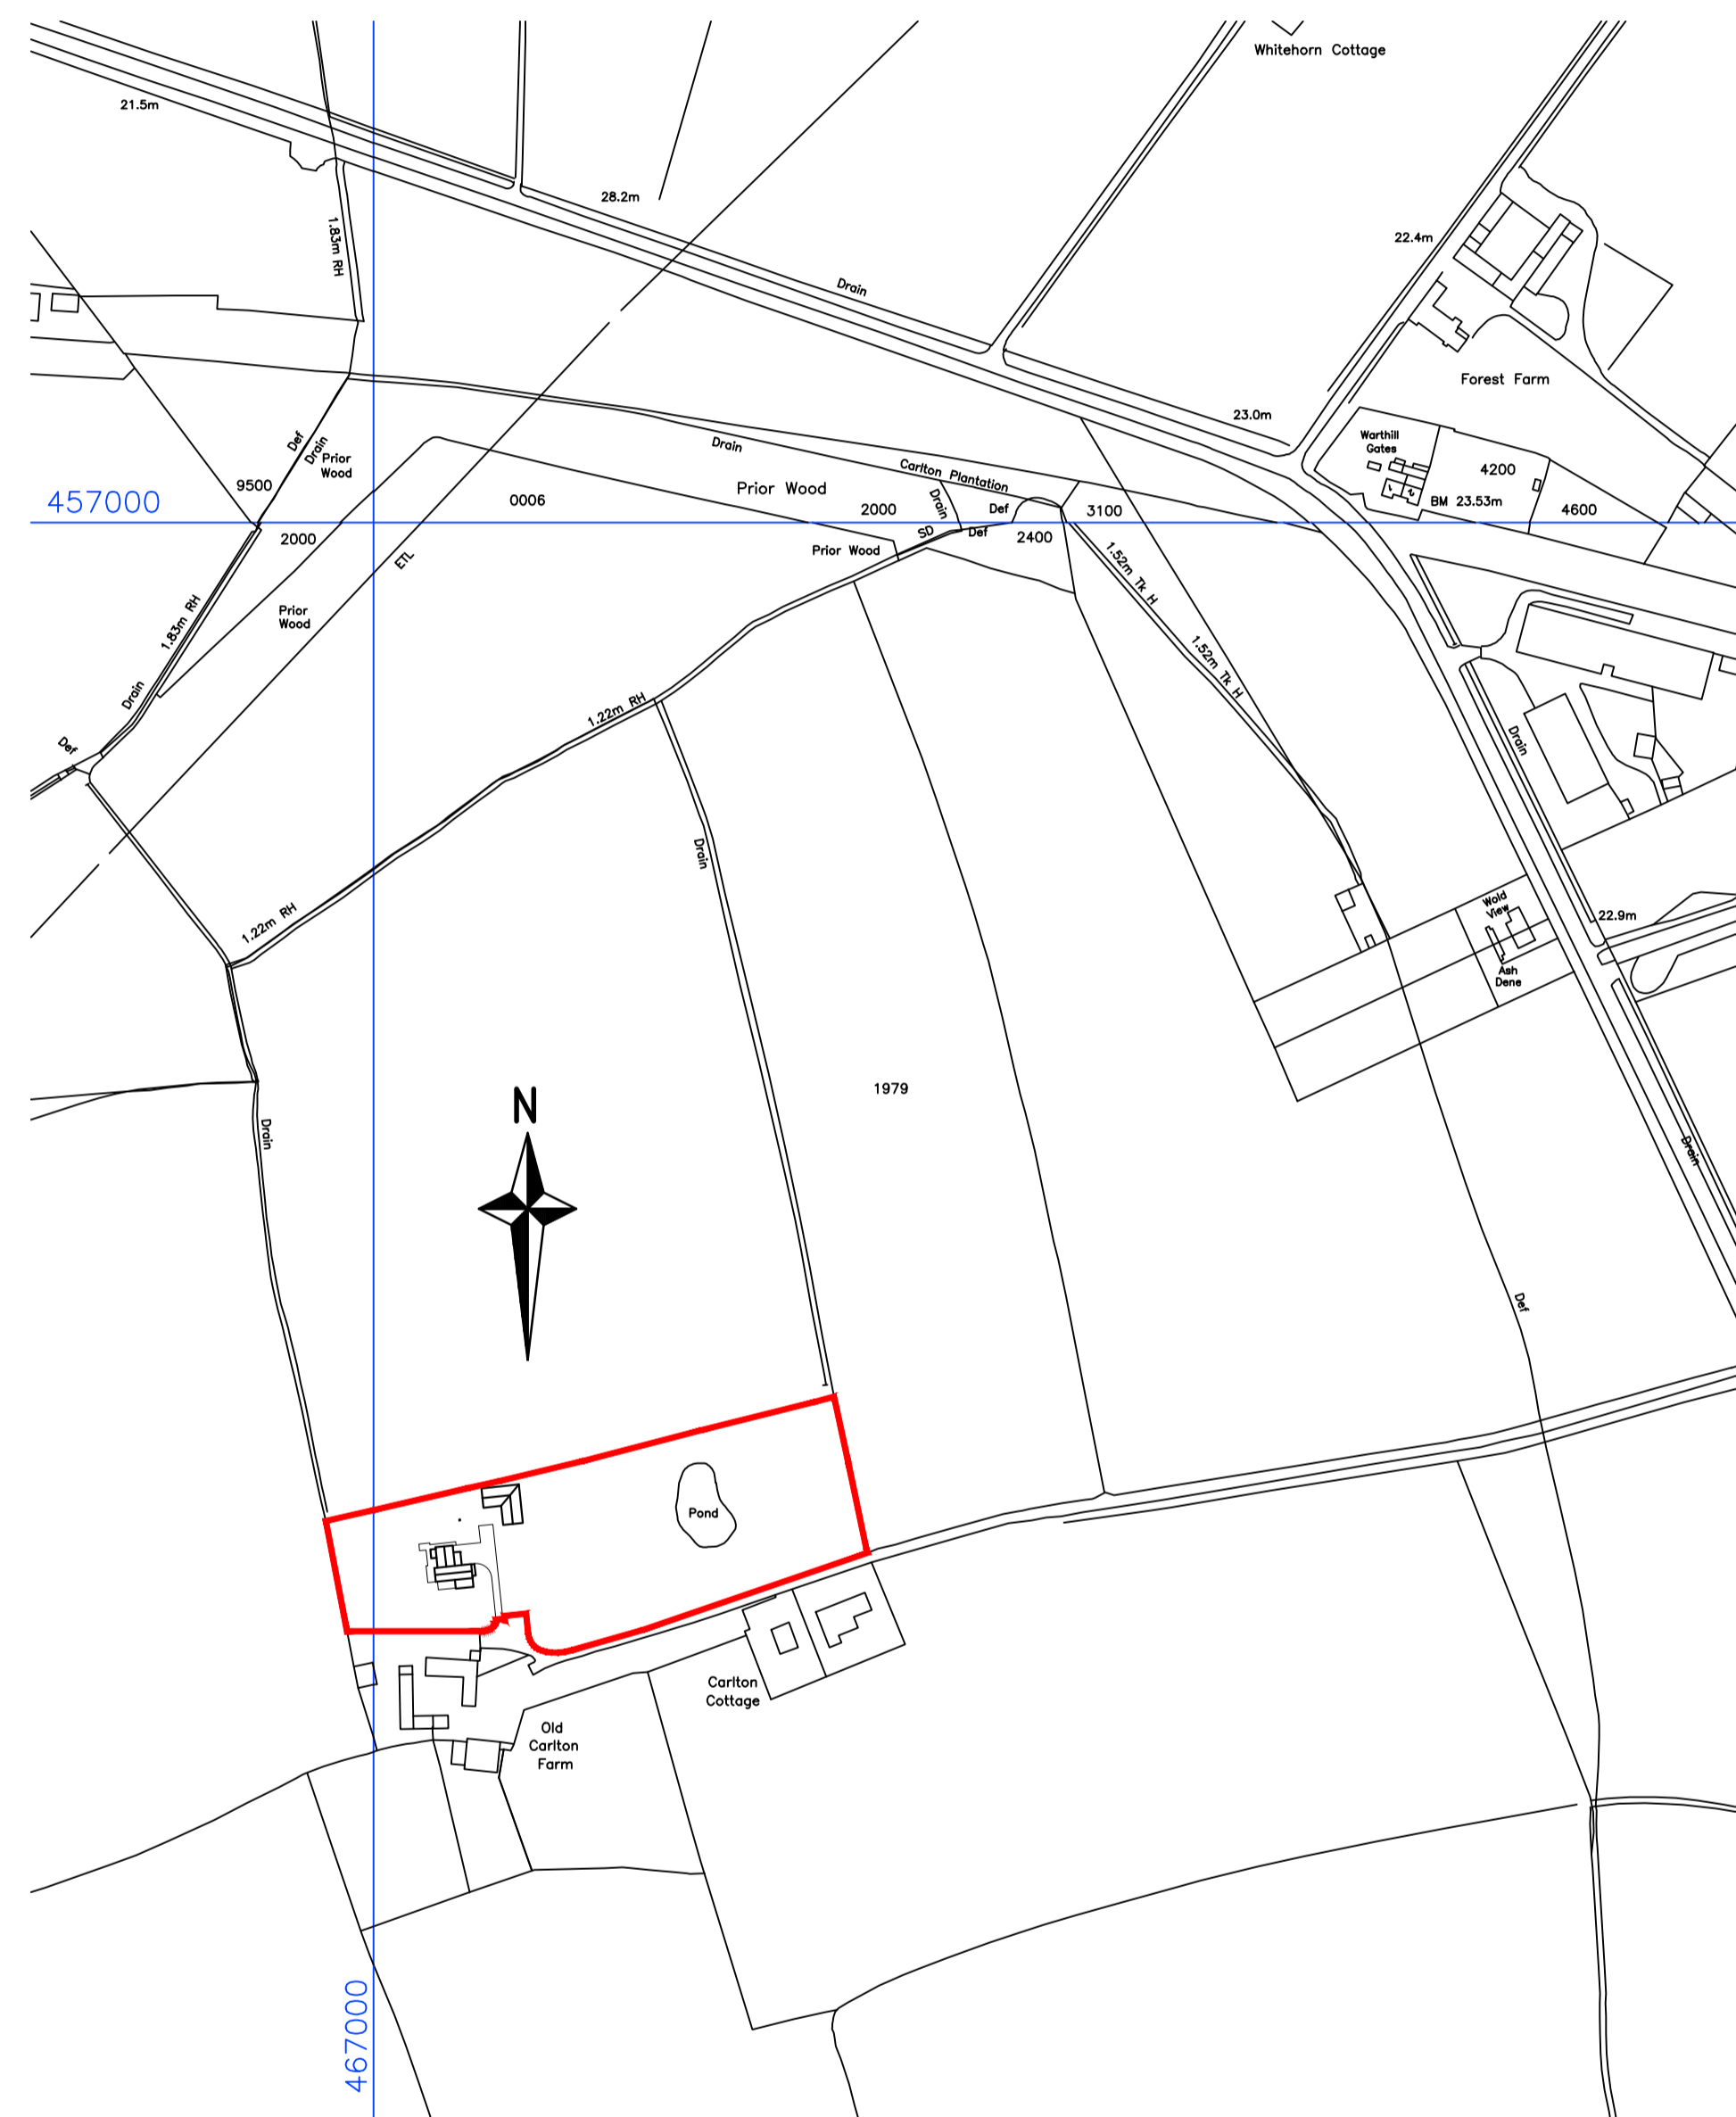 Whitehorn Cottage
21.5m
28.2m
1.83m RH
22.4m
Drain
Forest Farm
23.0m
Drain
Def
Drain
Prior
Wood
Warthill
Gates
4200
Carlton Plantation
9500
457000
0006
Prior Wood
2000
Drain
Def
3100
BM 23.53m
4600
2000
SD
Def
2400
Prior Wood
ETL
1.52m Tk H
Prior
Wood
1.83m RH
1.52m Tk H
Drain
1.22m RH
Def
Drain
Drain
1.22m RH
Wold
View
22.9m
Ash
Dene
1979
N
Drain
Drain
Def
Pond
Carlton
Cottage
Old
Carlton
Farm
467000